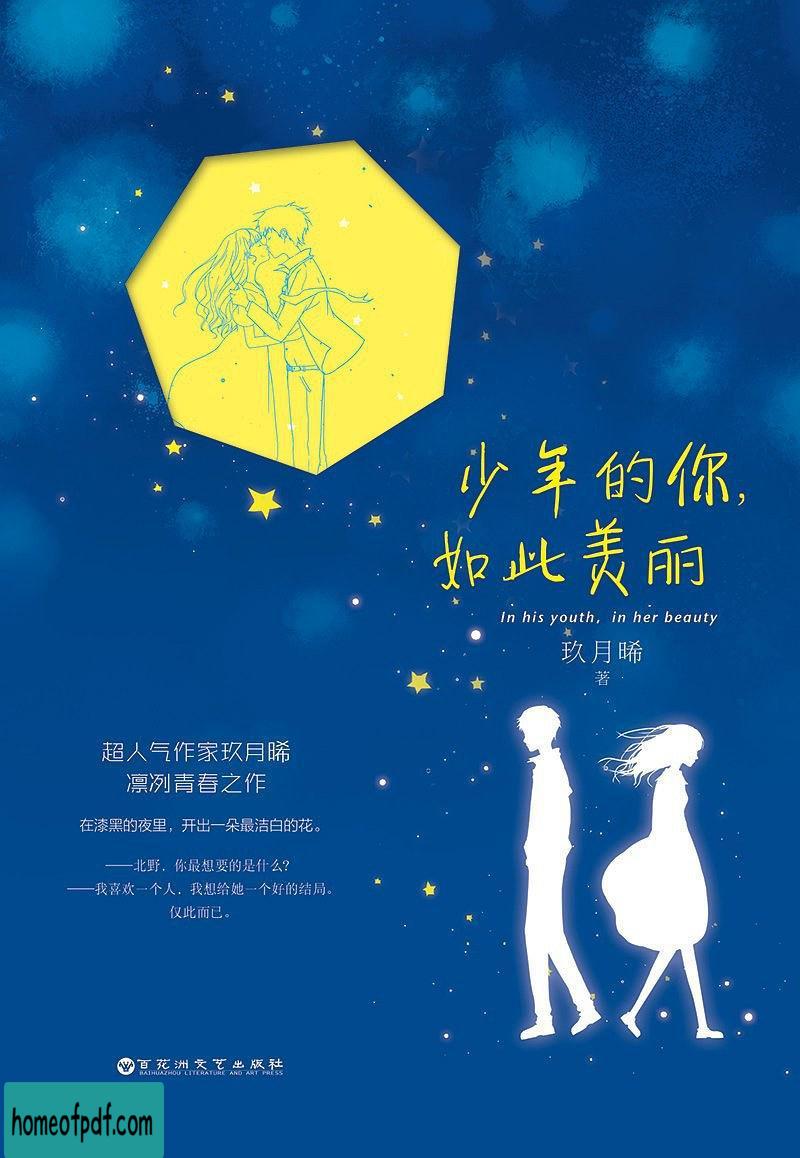 少年的你，
如此美丽
In his youth, in her beauty
玖月晞
著
超人气作家玖月晞
凛冽青春之作
在漆黑的夜里，开出一朵最洁白的花。
——北野，你最想要的是什么？
——我喜欢一个人，我想给她一个好的结局。
仅此而已。
百花洲文艺出版社
BAIHUAZHOU LITERATURE AND ART PRESS
homeofpdf.com